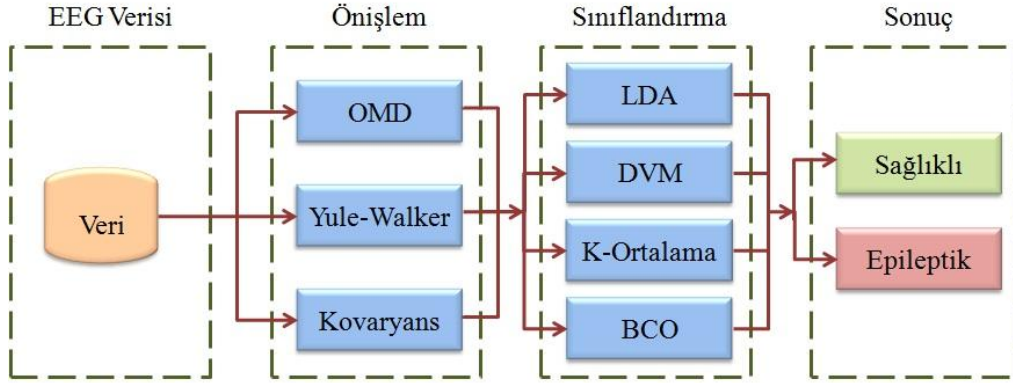 EEG Verisi
Önişlem
Sınıflandırma
Sonuç
Veri
OMD
Yule-Walker
Kovaryans
LDA
DVM
K-Ortalama
BCO
Sağlıklı
Epileptik